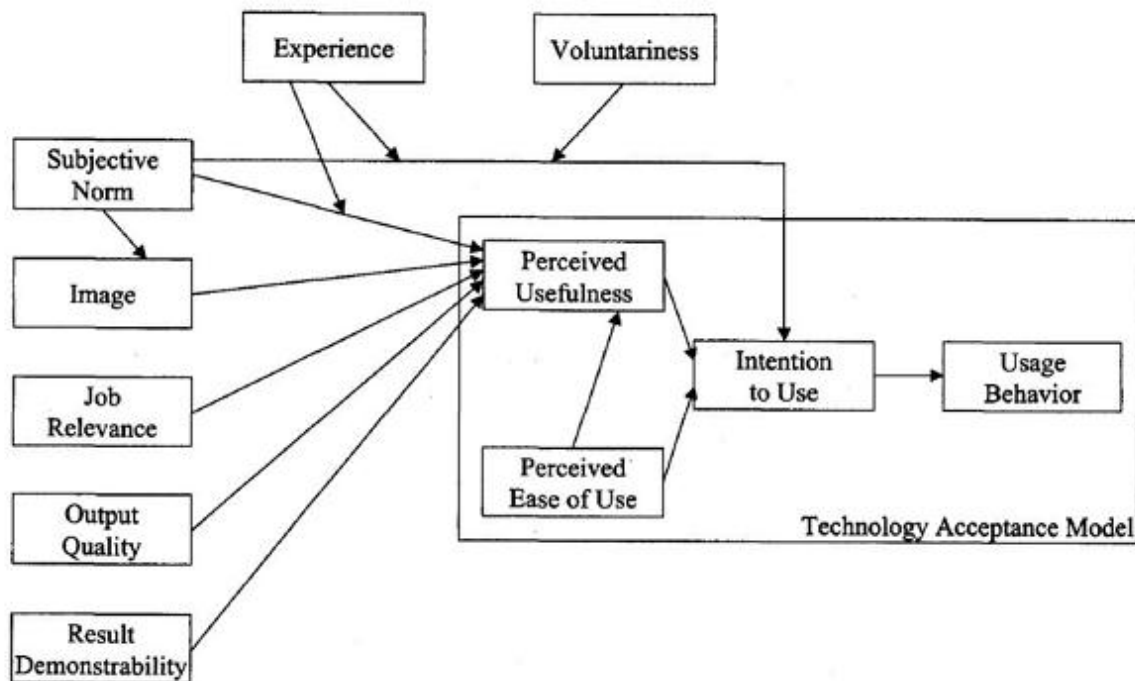 Experience
Voluntariness
Subjective
Norm
Image
Job
Relevance
Output
Quality
Result
Demonstrability
Perceived
Usefulness
Perceived
Ease of Use
Intention
to Use
Usage
Behavior
Technology Acceptance Model